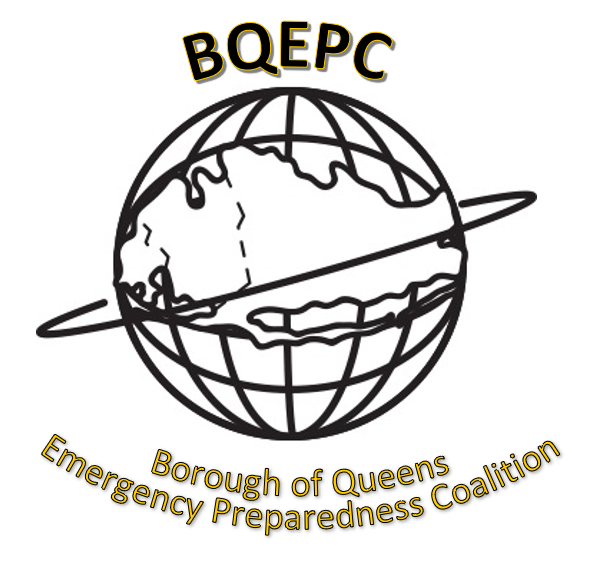 BQEPC
Borough of Queens
Emergency Preparedness Coalition